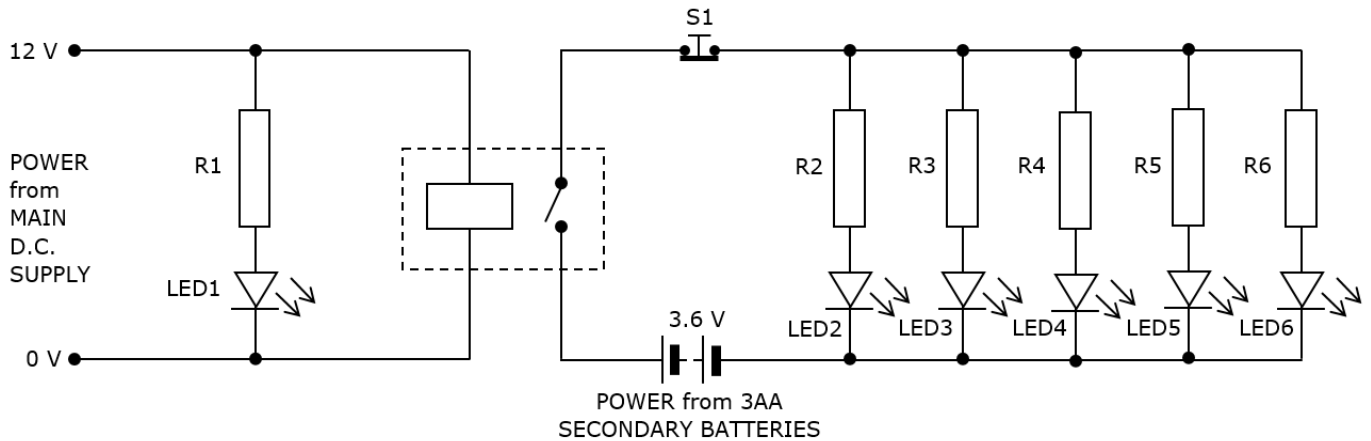 S1
12 V
POWER
from
MAIN
D.C.
SUPPLY
R1
R2
R3
R4
R5
R6
LED1
LED2
LED3
LED4
LED5
LED6
3.6 V
0 V
POWER from 3AA
SECONDARY BATTERIES